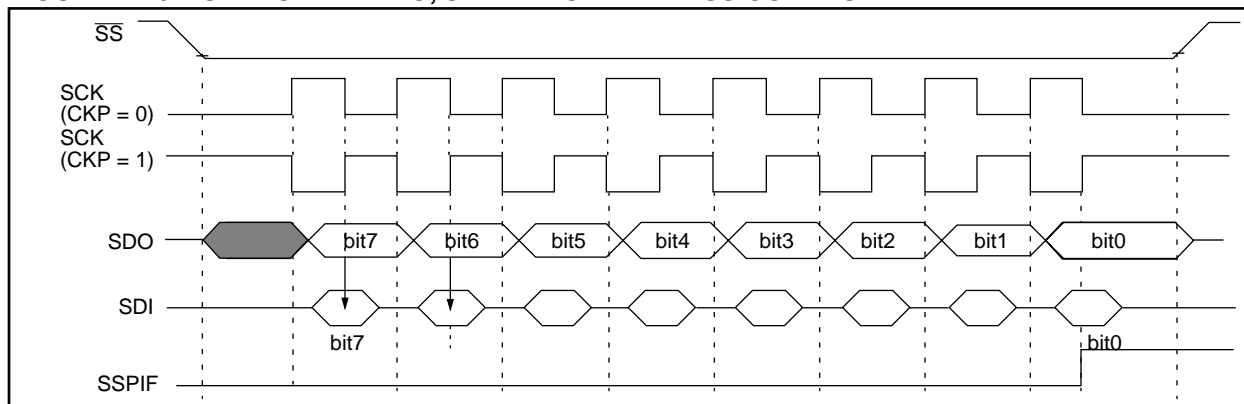 SS
SCK
(CKP = 0)
SCK
(CKP = 1)
SDO
bit7
bit6
bit5
bit4
bit3
bit2
bit1
bit0
SDI
bit7
bit0
SSPIF